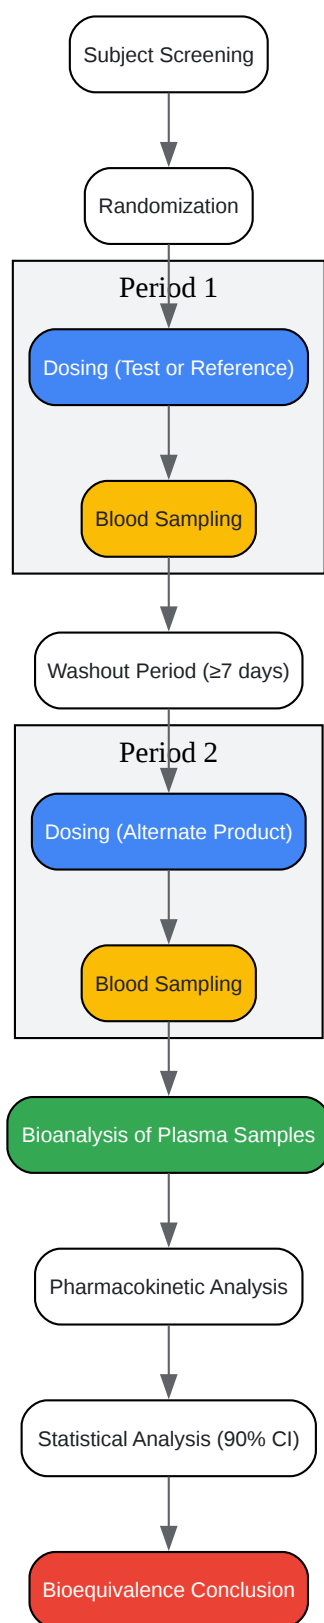 Subject Screening
Randomization
Period 1
Dosing (Test or Reference)
Blood Sampling
Washout Period (≥7 days)
Period 2
Dosing (Alternate Product)
Blood Sampling
Bioanalysis of Plasma Samples
Pharmacokinetic Analysis
Statistical Analysis (90% CI)
Bioequivalence Conclusion